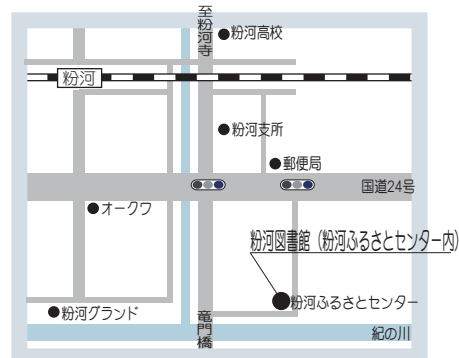 至粉河寺
粉河高校
粉河
粉河支所
郵便局
国道24号
オークワ
粉河図書館（粉河ふるさとセンター内）
粉河ふるさとセンター
粉河グランド
竜門橋
紀の川